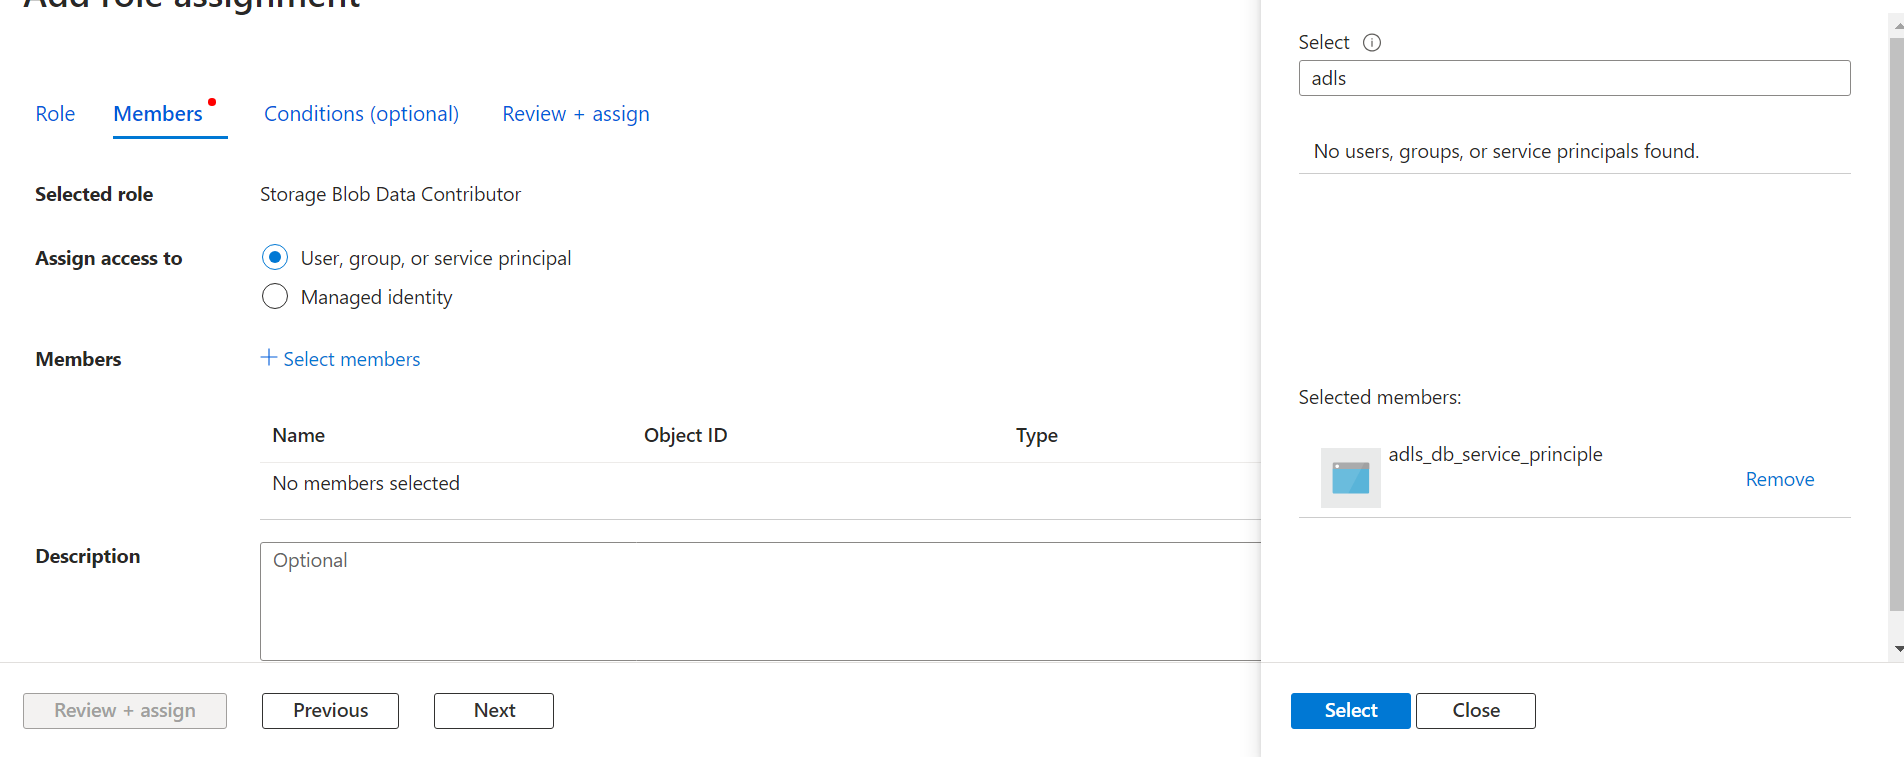 Add role assignment
Role
Members
Conditions (optional)
Review + assign
Selected role
Storage Blob Data Contributor
Assign access to
User, group, or service principal
Managed identity
Members
+ Select members
Name
Object ID
Type
No members selected
Description
Optional
Review + assign
Previous
Next
Select
adls
No users, groups, or service principals found.
Selected members:
adls_db_service_principle
Remove
Select
Close